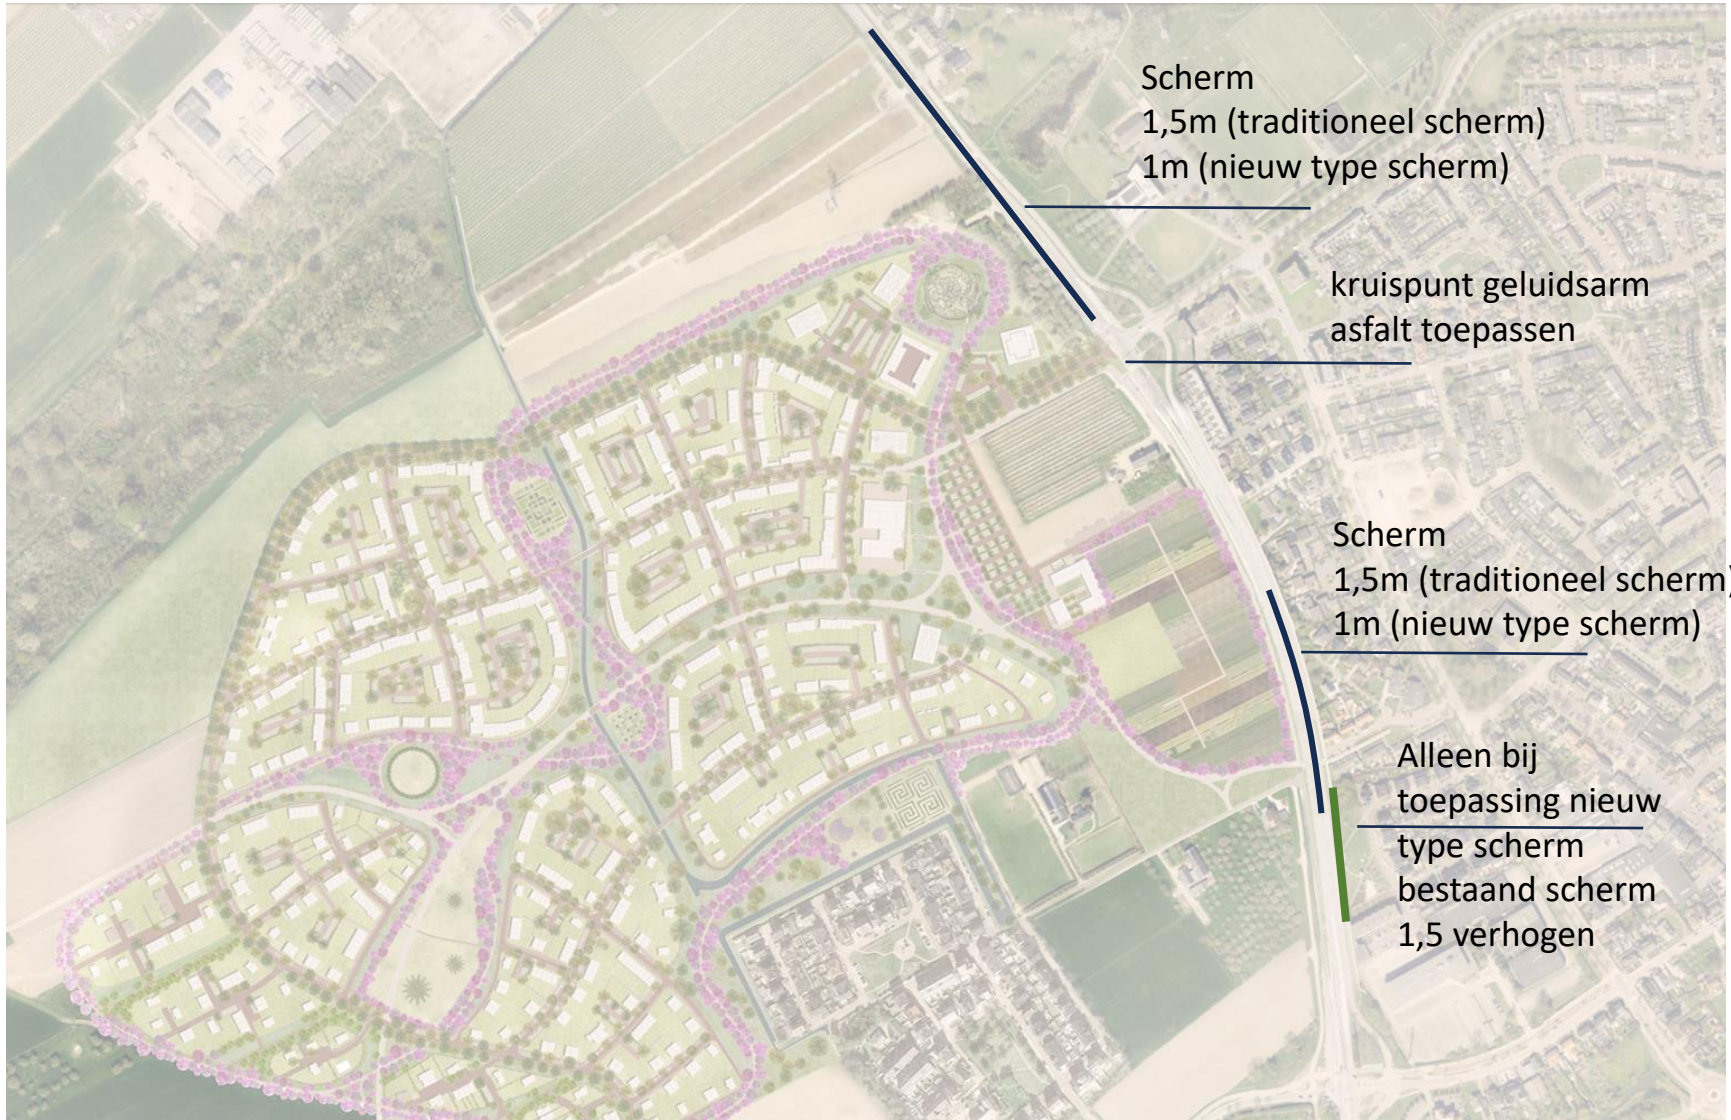 Scherm
1,5m (traditioneel scherm)
1m (nieuw type scherm)
kruispunt geluidsarm
asfalt toepassen
Scherm
1,5m (traditioneel scherm)
1m (nieuw type scherm)
Alleen bij
toepassing nieuw
type scherm
bestaand scherm
1,5 verhogen